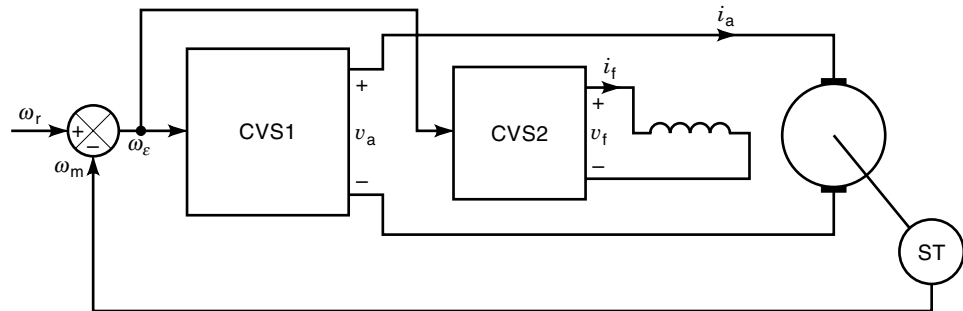 i_a
i_f
ω_r
+
−
ω_ε
ω_m
CVS1
+
v_a
−
CVS2
+
v_f
−
ST